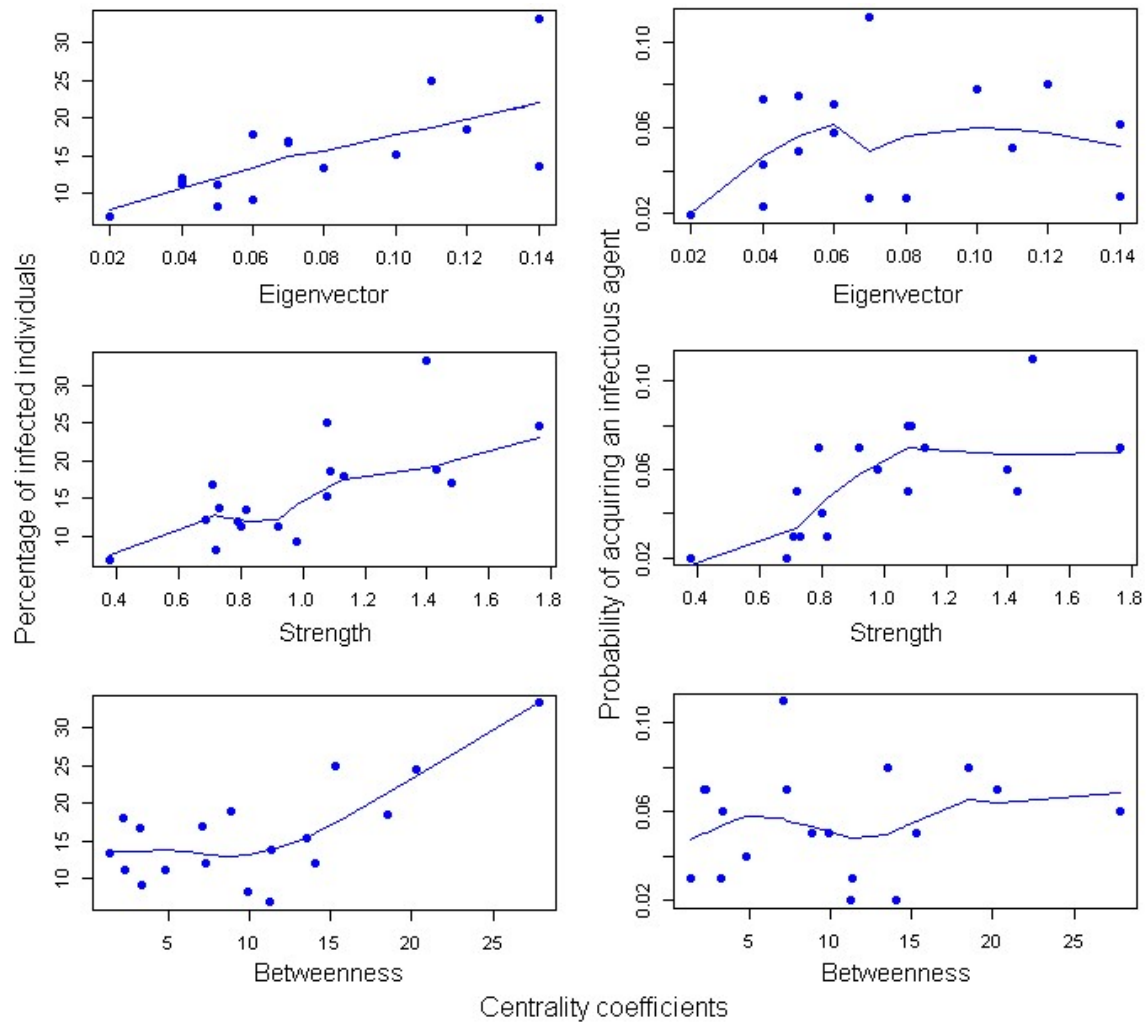 Percentage of infected individuals
Probability of acquiring an infectious agent
10 15 20 25 30
0.02 0.04 0.06 0.08 0.10 0.12 0.14
Eigenvector
0.02 0.06 0.10
0.02 0.04 0.06 0.08 0.10 0.12 0.14
Eigenvector
10 15 20 25 30
0.4 0.6 0.8 1.0 1.2 1.4 1.6 1.8
Strength
0.02 0.06 0.10
0.4 0.6 0.8 1.0 1.2 1.4 1.6 1.8
Strength
10 15 20 25 30
5 10 15 20 25
Betweenness
0.02 0.06 0.10
5 10 15 20 25
Betweenness
Centrality coefficients